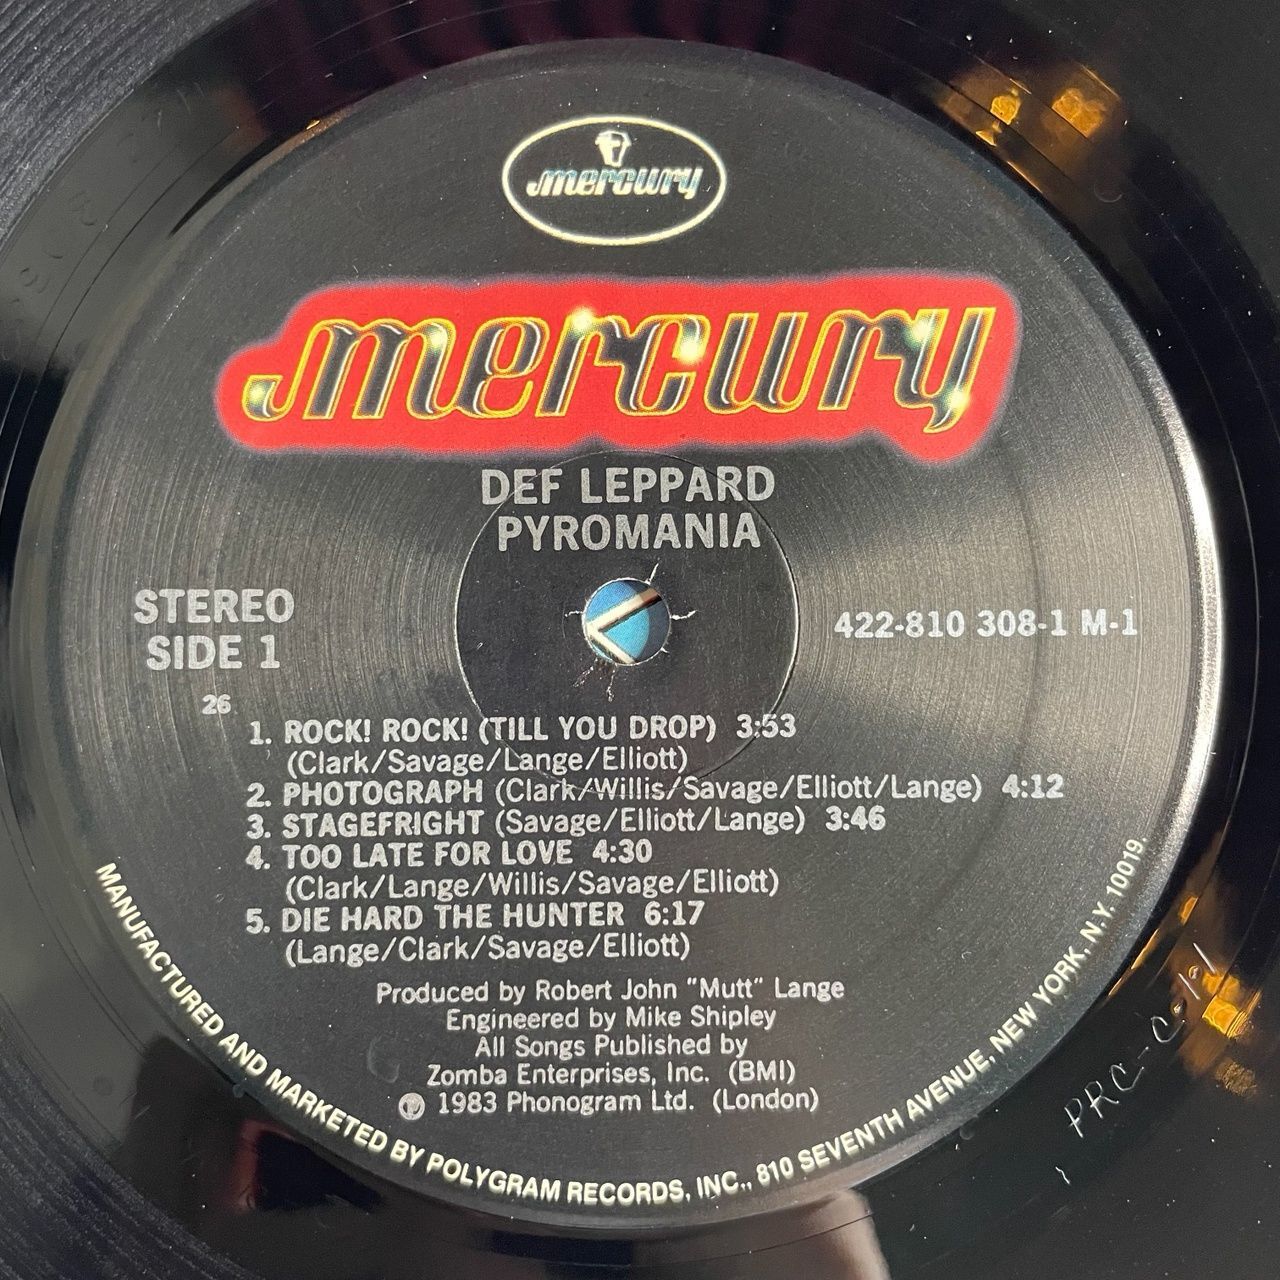 mercury
mercury
DEF LEPPARD
PYROMANIA
STEREO
SIDE 1
422-810 308-1 M-1
26
1. ROCK! ROCK! (TILL YOU DROP) 3:53
(Clark/Savage/Lange/Elliott)
2. PHOTOGRAPH (Clark/Willis/Savage/Elliott/Lange) 4:12
3. STAGEFRIGHT (Savage/Elliott/Lange) 3:46
4. TOO LATE FOR LOVE 4:30
(Clark/Lange/Willis/Savage/Elliott)
5. DIE HARD THE HUNTER 6:17
(Lange/Clark/Savage/Elliott)
Produced by Robert John "Mutt" Lange
Engineered by Mike Shipley
All Songs Published by
Zomba Enterprises, Inc. (BMI)
℗ 1983 Phonogram Ltd. (London)
MANUFACTURED AND MARKETED BY POLYGRAM RECORDS, INC., 810 SEVENTH AVENUE, NEW YORK, N.Y. 10019.